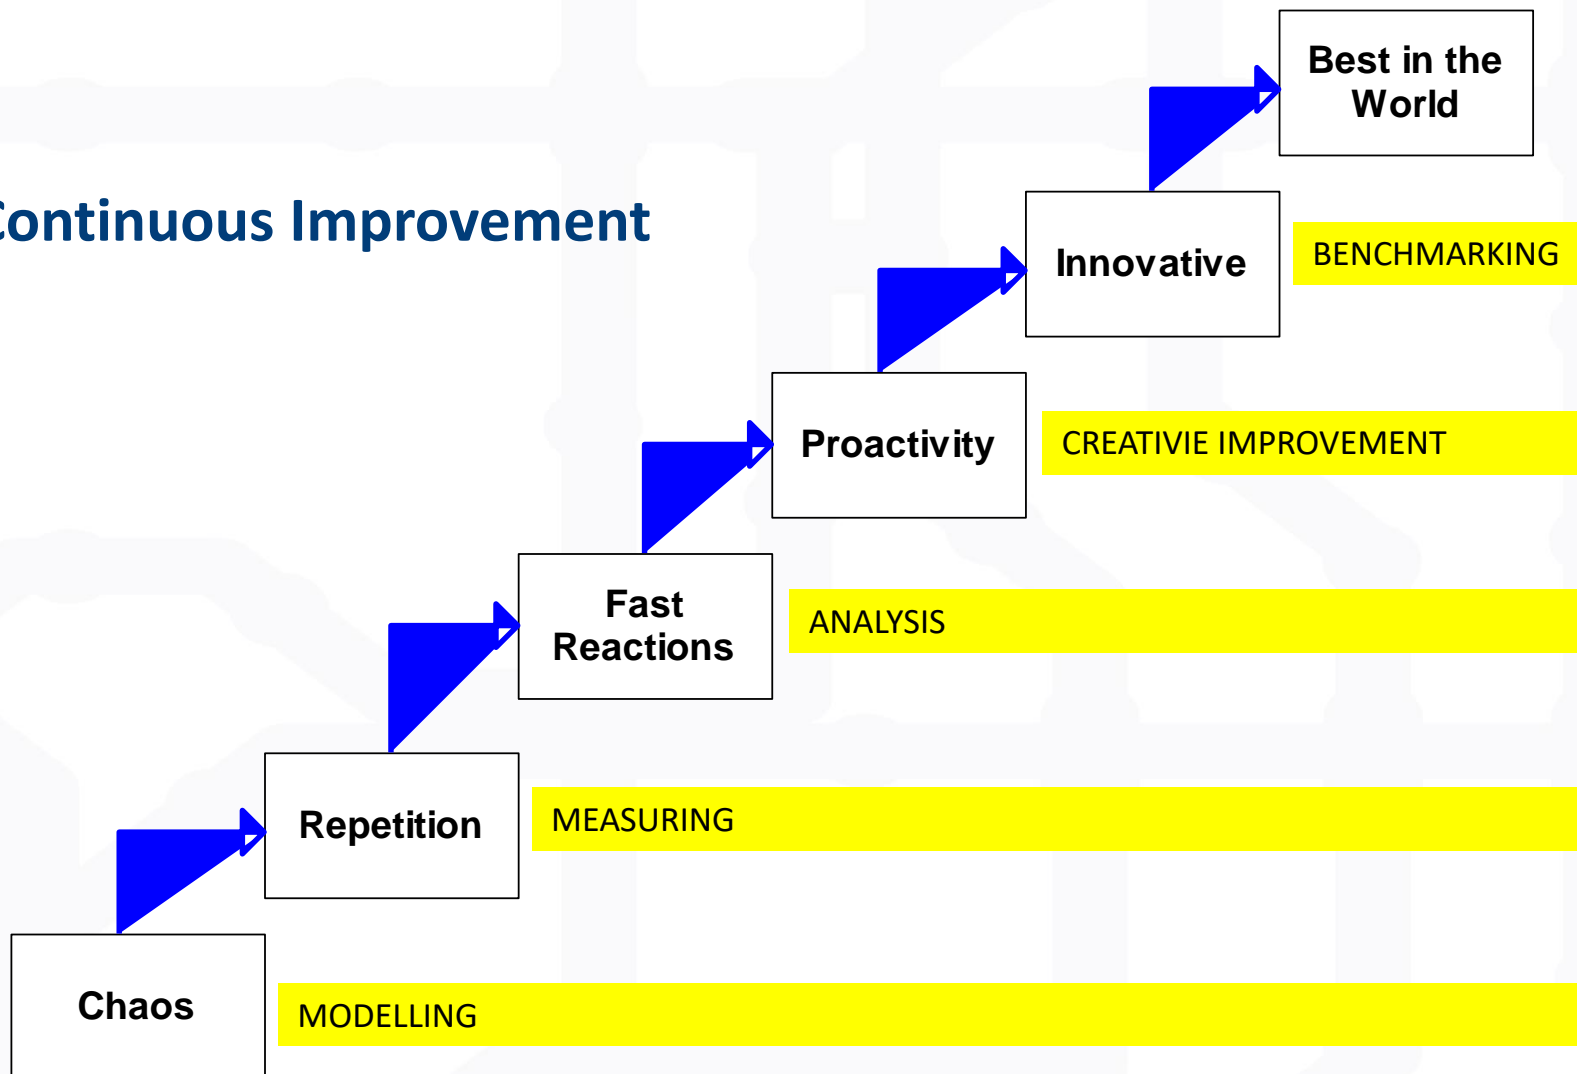 Best in the
World
Continuous Improvement
Innovative
BENCHMARKING
Proactivity
CREATIVIE IMPROVEMENT
Fast
Reactions
ANALYSIS
Repetition
MEASURING
Chaos
MODELLING